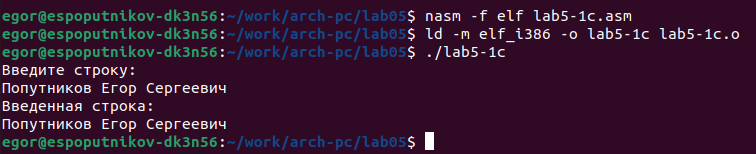 egor@espoputnikov-dk3n56:~/work/arch-pc/lab05$ nasm -f elf lab5-1c.asm
egor@espoputnikov-dk3n56:~/work/arch-pc/lab05$ ld -m elf_i386 -o lab5-1c lab5-1c.o
egor@espoputnikov-dk3n56:~/work/arch-pc/lab05$ ./lab5-1c
Введите строку:
Попутников Егор Сергеевич
Введенная строка:
Попутников Егор Сергеевич
egor@espoputnikov-dk3n56:~/work/arch-pc/lab05$